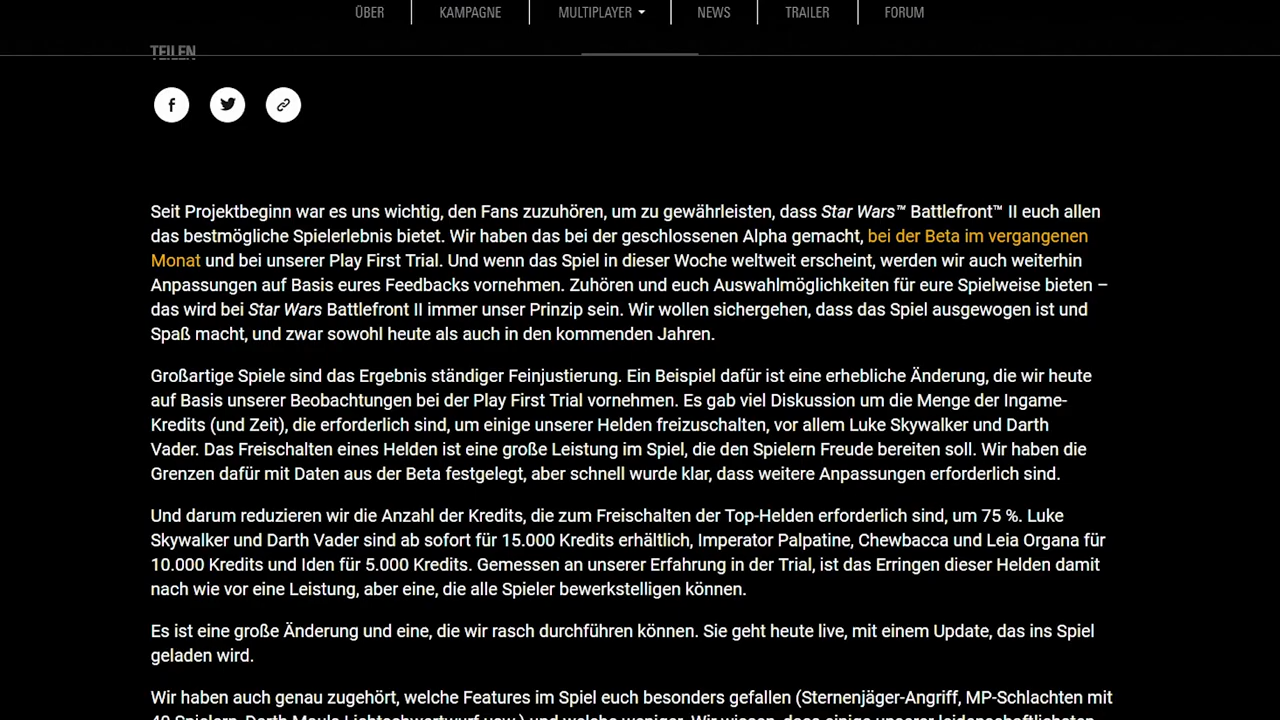 ÜBER
KAMPAGNE
MULTIPLAYER
NEWS
TRAILER
FORUM
TEILEN
Seit Projektbeginn war es uns wichtig, den Fans zuzuhören, um zu gewährleisten, dass Star Wars™ Battlefront™ II euch allen
das bestmögliche Spielerlebnis bietet. Wir haben das bei der geschlossenen Alpha gemacht, bei der Beta im vergangenen
Monat und bei unserer Play First Trial. Und wenn das Spiel in dieser Woche weltweit erscheint, werden wir auch weiterhin
Anpassungen auf Basis eures Feedbacks vornehmen. Zuhören und euch Auswahlmöglichkeiten für eure Spielweise bieten –
das wird bei Star Wars Battlefront II immer unser Prinzip sein. Wir wollen sichergehen, dass das Spiel ausgewogen ist und
Spaß macht, und zwar sowohl heute als auch in den kommenden Jahren.
Großartige Spiele sind das Ergebnis ständiger Feinjustierung. Ein Beispiel dafür ist eine erhebliche Änderung, die wir heute
auf Basis unserer Beobachtungen bei der Play First Trial vornehmen. Es gab viel Diskussion um die Menge der Ingame-
Kredits (und Zeit), die erforderlich sind, um einige unserer Helden freizuschalten, vor allem Luke Skywalker und Darth
Vader. Das Freischalten eines Helden ist eine große Leistung im Spiel, die den Spielern Freude bereiten soll. Wir haben die
Grenzen dafür mit Daten aus der Beta festgelegt, aber schnell wurde klar, dass weitere Anpassungen erforderlich sind.
Und darum reduzieren wir die Anzahl der Kredits, die zum Freischalten der Top-Helden erforderlich sind, um 75 %. Luke
Skywalker und Darth Vader sind ab sofort für 15.000 Kredits erhältlich, Imperator Palpatine, Chewbacca und Leia Organa für
10.000 Kredits und Iden für 5.000 Kredits. Gemessen an unserer Erfahrung in der Trial, ist das Erringen dieser Helden damit
nach wie vor eine Leistung, aber eine, die alle Spieler bewerkstelligen können.
Es ist eine große Änderung und eine, die wir rasch durchführen können. Sie geht heute live, mit einem Update, das ins Spiel
geladen wird.
Wir haben auch genau zugehört, welche Features im Spiel euch besonders gefallen (Sternenjäger-Angriff, MP-Schlachten mit
40 Spielern, Darth Mauls Lichtschwertwurf usw.) und welche weniger. Wir wissen, dass einige unserer leidenschaftlichsten